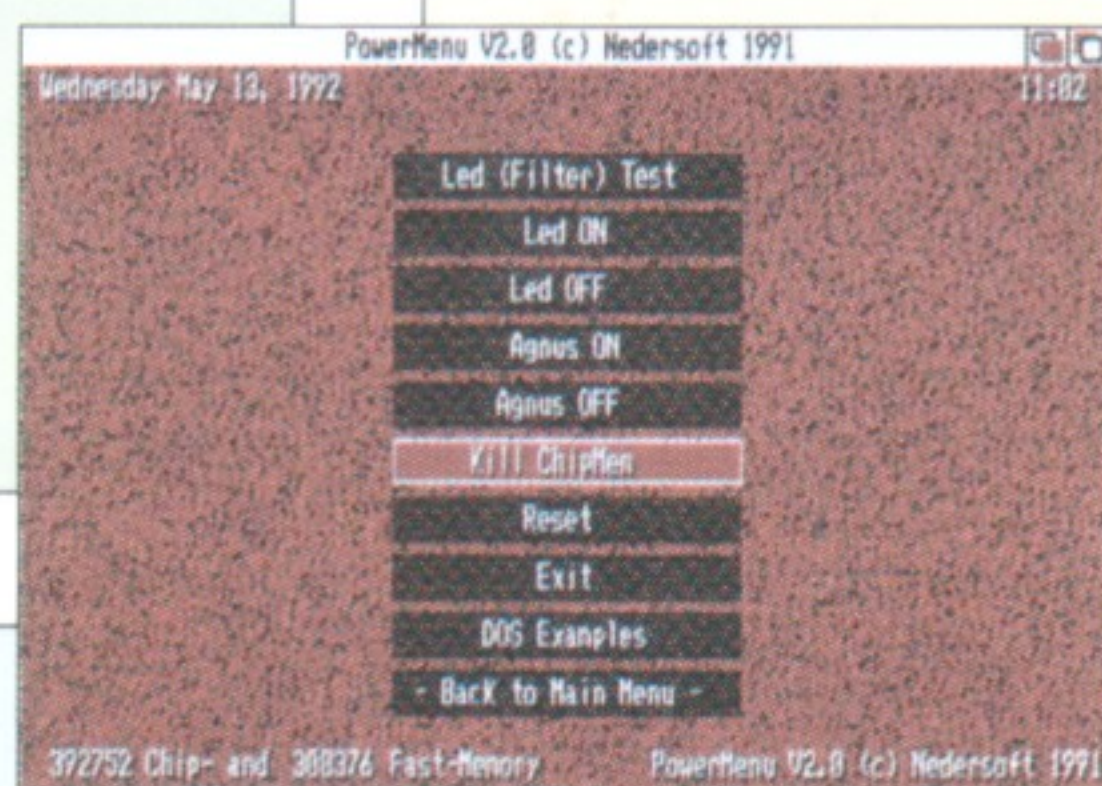 PowerMenu V2.0 (c) Nedersoft 1991
Wednesday May 13, 1992 11:02
Led (Filter) Test
Led ON
Led OFF
Agnus ON
Agnus OFF
Kill ChipMem
Reset
Exit
DOS Examples
- Back to Main Menu -
392752 Chip- and 308376 Fast-Memory PowerMenu V2.0 (c) Nedersoft 1991